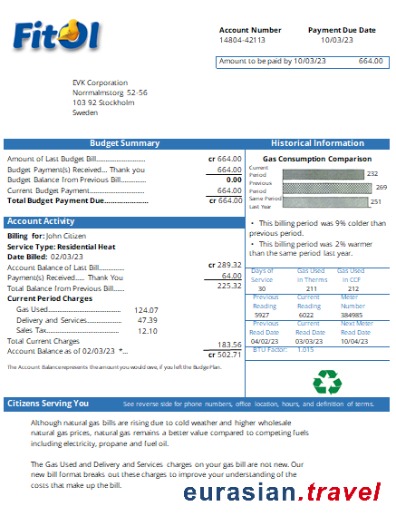 FitOl
Account Number Payment Due Date
14804-42113 10/03/23
Amount to be paid by 10/03/23 664.00
EVK Corporation
Norrmalmstorg 52-56
103 92 Stockholm
Sweden
Budget Summary
Amount of Last Budget Bill........................ cr 664.00
Budget Payment(s) Received... Thank you 664.00
Budget Balance from Previous Bill............. 0.00
Current Budget Payment........................... 664.00
Total Budget Payment Due........................ cr 664.00
Account Activity
Billing for: John Citizen
Service Type: Residential Heat
Date Billed: 02/03/23
Account Balance of Last Bill............. cr 289.32
Payment(s) Received..... Thank You 64.00
Total Balance from Previous Bill...... 225.32
Current Period Charges
Gas Used................................. 124.07
Delivery and Services.................... 47.39
Sales Tax................................ 12.10
Total Current Charges 183.56
Account Balance as of 02/03/23 *... cr 502.71
The Account Balance represents the amount you would owe, if you left the Budge Plan.
Historical Information
Gas Consumption Comparison
Current Period 232
Previous Period 269
Same Period Last Year 251
• This billing period was 9% colder than
previous period.
• This billing period was 2% warmer
than the same period last year.
Days of Service Gas Used in Therms Gas Used in CCF
30 211 212
Previous Reading Current Reading Meter Number
5927 6022 384985
Previous Read Date Current Read Date Next Meter Read Date
04/02/23 03/03/23 10/04/23
BTU Factor: 1.015
Citizens Serving You See reverse side for phone numbers, office location, hours, and definition of terms.
Although natural gas bills are rising due to cold weather and higher wholesale
natural gas prices, natural gas remains a better value compared to competing fuels
including electricity, propane and fuel oil.
The Gas Used and Delivery and Services charges on your gas bill are not new. Our
new bill format breaks out these charges to improve your understanding of the
costs that make up the bill.
eurasian.travel